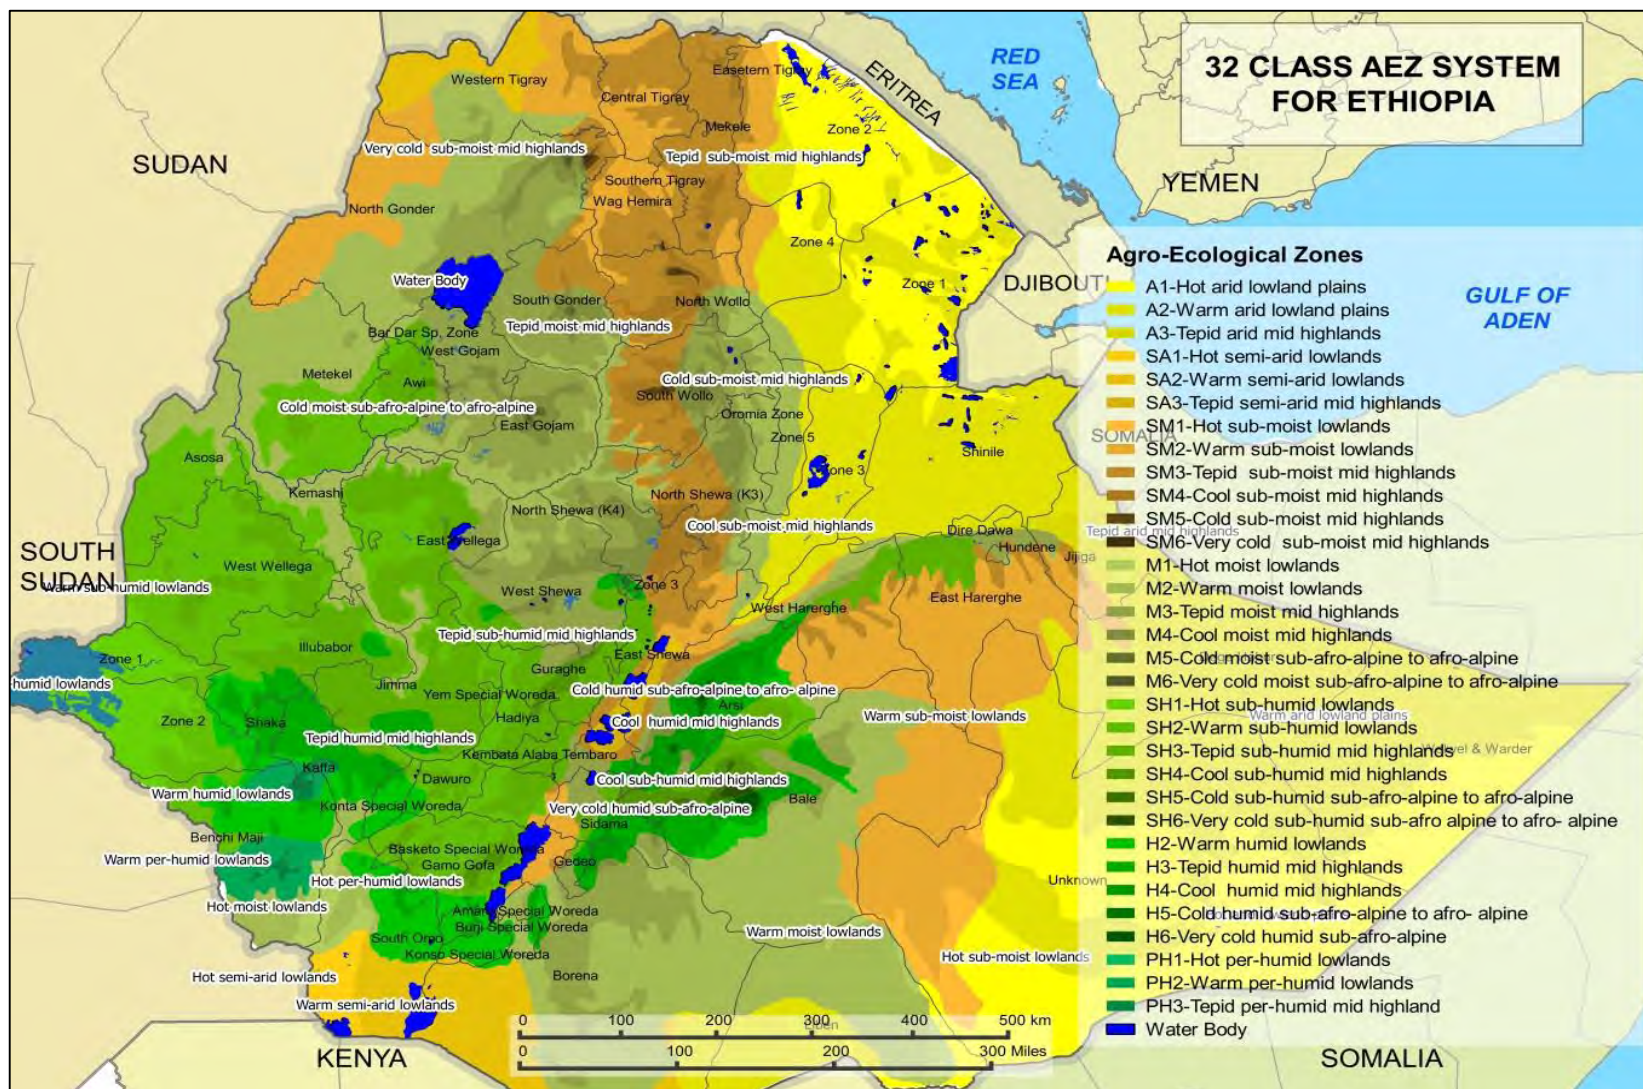 32 CLASS AEZ SYSTEM
FOR ETHIOPIA
RED
SEA
ERITREA
SUDAN
YEMEN
DJIBOUTI
GULF OF
ADEN
SOMALIA
SOUTH
SUDAN
KENYA
SOMALIA
Western Tigray
Easetern Tigray
Central Tigray
Mekele
Zone 2
Very cold sub-moist mid highlands
Tepid sub-moist mid highlands
Southern Tigray
Wag Hemira
North Gonder
Zone 4
Water Body
Zone 1
South Gonder
North Wollo
Tepid moist mid highlands
Bar Dar Sp. Zone
West Gojam
Metekel
Awi
Cold sub-moist mid highlands
South Wollo
Cold moist sub-afro-alpine to afro-alpine
Oromia Zone
East Gojam
Zone 5
Shinile
Asosa
Zone 3
Kemashi
North Shewa (K3)
North Shewa (K4)
Cool sub-moist mid highlands
Dire Dawa
Tepid arid mid highlands
East Wellega
Hundene
Jijiga
West Wellega
Warm sub-humid lowlands
West Shewa
Zone 3
East Harerghe
West Harerghe
Tepid sub-humid mid highlands
Illubabor
East Shewa
Zone 1
humid lowlands
Guraghe
Jimma
Yem Special Woreda
Cold humid sub-afro-alpine to afro- alpine
Arsi
Zone 2
Shaka
Hadiya
Cool humid mid highlands
Warm sub-moist lowlands
Warm arid lowland plains
Tepid humid mid highlands
Kembata Alaba Tembaro
& Warder
Kaffa
Dawuro
Cool sub-humid mid highlands
Warm humid lowlands
Konta Special Woreda
Very cold humid sub-afro-alpine
Bale
Sidama
Benchi Maji
Basketo Special Woreda
Warm per-humid lowlands
Gamo Gofa
Gedeo
Hot per-humid lowlands
Unknown
Hot moist lowlands
Amaro Special Woreda
Burji Special Woreda
South Omo
Warm moist lowlands
Konso Special Woreda
Hot sub-moist lowlands
Hot semi-arid lowlands
Borena
Warm semi-arid lowlands
Liben
Agro-Ecological Zones
A1-Hot arid lowland plains
A2-Warm arid lowland plains
A3-Tepid arid mid highlands
SA1-Hot semi-arid lowlands
SA2-Warm semi-arid lowlands
SA3-Tepid semi-arid mid highlands
SM1-Hot sub-moist lowlands
SM2-Warm sub-moist lowlands
SM3-Tepid sub-moist mid highlands
SM4-Cool sub-moist mid highlands
SM5-Cold sub-moist mid highlands
SM6-Very cold sub-moist mid highlands
M1-Hot moist lowlands
M2-Warm moist lowlands
M3-Tepid moist mid highlands
M4-Cool moist mid highlands
M5-Cold moist sub-afro-alpine to afro-alpine
M6-Very cold moist sub-afro-alpine to afro-alpine
SH1-Hot sub-humid lowlands
SH2-Warm sub-humid lowlands
SH3-Tepid sub-humid mid highlands
SH4-Cool sub-humid mid highlands
SH5-Cold sub-humid sub-afro-alpine to afro-alpine
SH6-Very cold sub-humid sub-afro alpine to afro- alpine
H2-Warm humid lowlands
H3-Tepid humid mid highlands
H4-Cool humid mid highlands
H5-Cold humid sub-afro-alpine to afro- alpine
H6-Very cold humid sub-afro-alpine
PH1-Hot per-humid lowlands
PH2-Warm per-humid lowlands
PH3-Tepid per-humid mid highland
Water Body
0 100 200 300 400 500 km
0 100 200 300 Miles